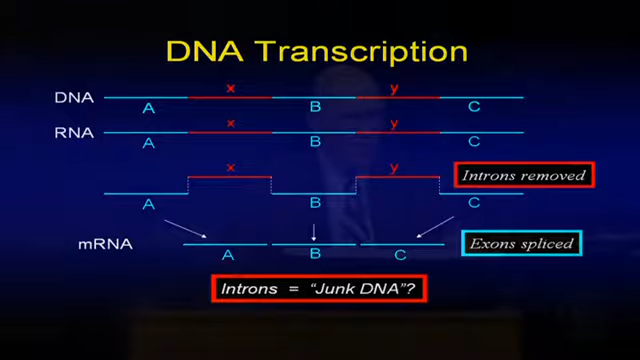 DNA Transcription
x y
DNA
A B C
x y
RNA
A B C
x y
Introns removed
A B C
mRNA
Exons spliced
A B C
Introns = “Junk DNA”?